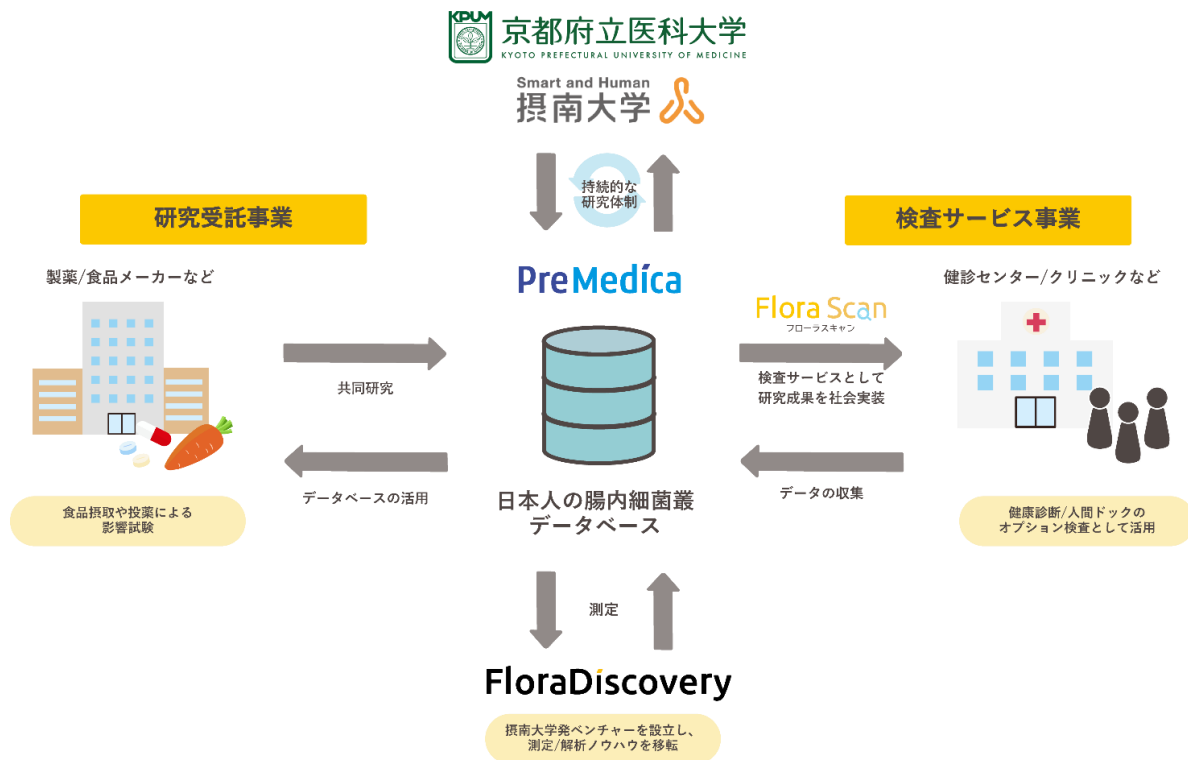 KPUM
京都府立医科大学
KYOTO PREFECTURAL UNIVERSITY OF MEDICINE
Smart and Human
摂南大学
持続的な
研究体制
研究受託事業
製薬/食品メーカーなど
共同研究
データベースの活用
食品摂取や投薬による
影響試験
PreMedica
日本人の腸内細菌叢
データベース
検査サービス事業
健診センター/クリニックなど
Flora Scan
フローラスキャン
検査サービスとして
研究成果を社会実装
データの収集
健康診断/人間ドックの
オプション検査として活用
測定
FloraDiscovery
摂南大学発ベンチャーを設立し、
測定/解析ノウハウを移転